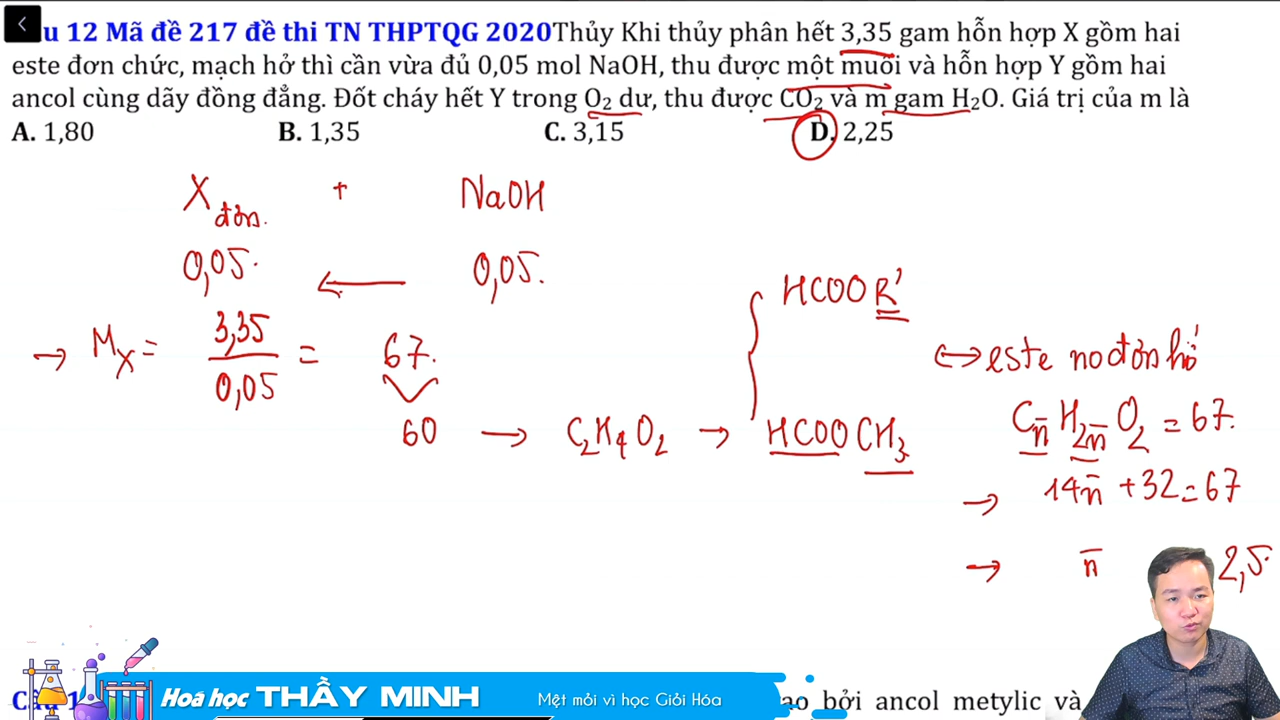 u 12 Mã đề 217 đề thi TN THPTQG 2020Thủy Khi thủy phân hết 3,35 gam hỗn hợp X gồm hai
este đơn chức, mạch hở thì cần vừa đủ 0,05 mol NaOH, thu được một muối và hỗn hợp Y gồm hai
ancol cùng dãy đồng đẳng. Đốt cháy hết Y trong O₂ dư, thu được CO₂ và m gam H₂O. Giá trị của m là
A. 1,80 B. 1,35 C. 3,15 D. 2,25
X đơn. + NaOH
0,05. ← 0,05.
→ Mx = 3,35 / 0,05 = 67.
60 → C₂H₄O₂ → HCOOCH₃
HCOOR'
↔ este no đơn hở
Cn̄H2n̄O₂ = 67.
→ 14n̄ + 32 = 67
→ n̄ 2,5.
Hoá học THẦY MINH Mệt mỏi vì học Giỏi Hóa
ao bởi ancol metylic và